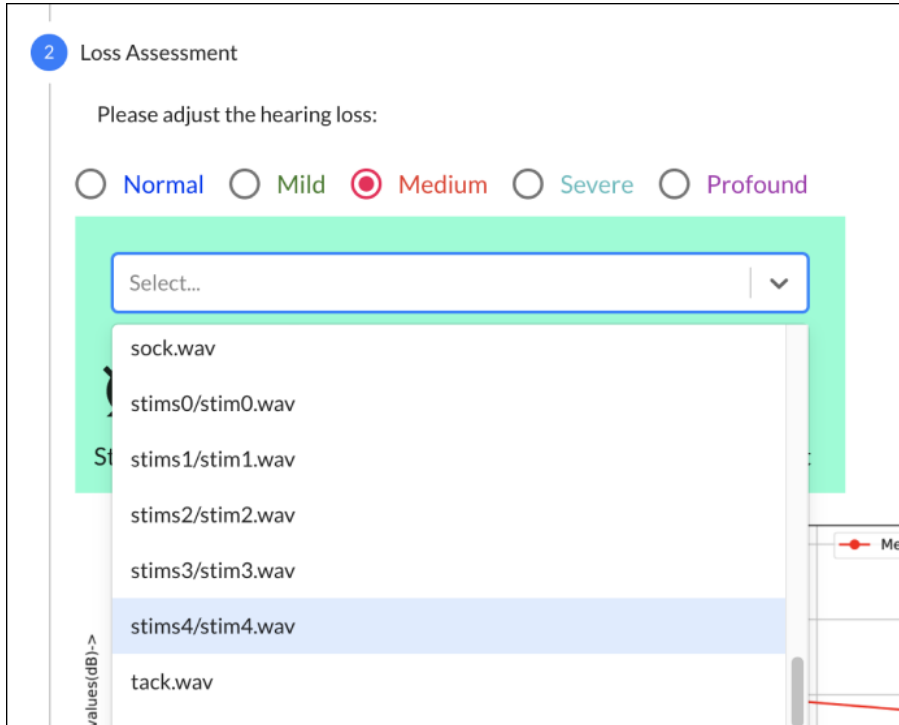 2 Loss Assessment
Please adjust the hearing loss:
Normal Mild Medium Severe Profound
Select...
sock.wav
stims0/stim0.wav
stims1/stim1.wav
stims2/stim2.wav
stims3/stim3.wav
stims4/stim4.wav
tack.wav
values(dB)->